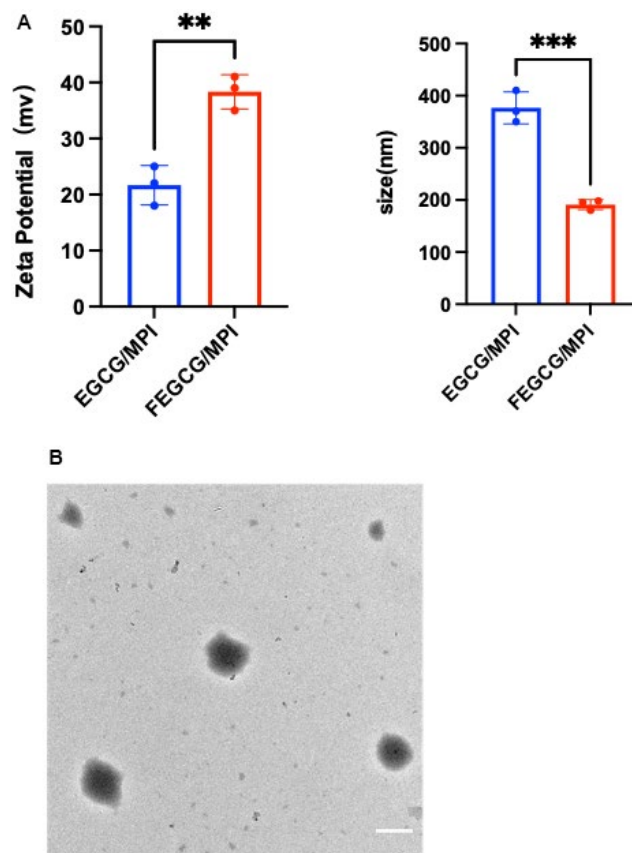 A
Zeta Potential (mv)
50
40
30
20
10
0
**
EGCG/MPI
FEGCG/MPI
size(nm)
500
400
300
200
100
0
***
EGCG/MPI
FEGCG/MPI
B